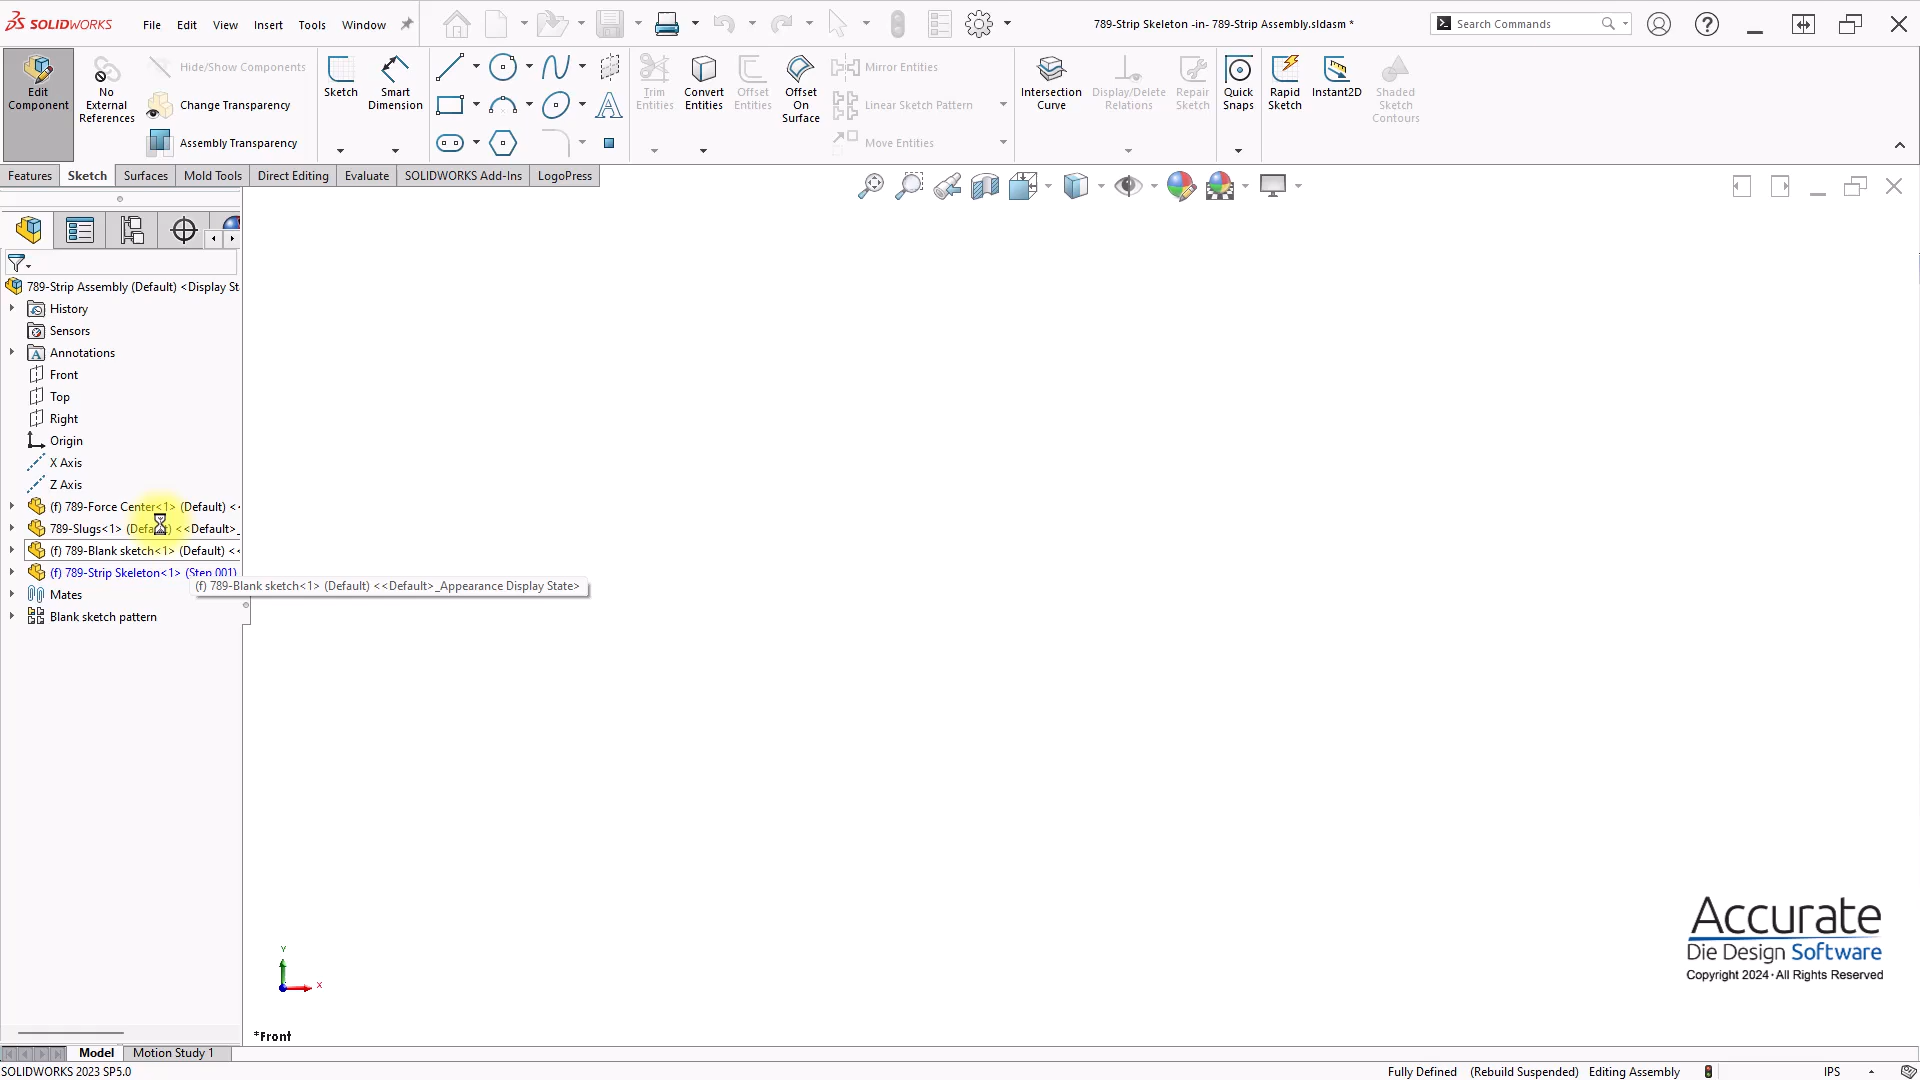 SOLIDWORKS File Edit View Insert Tools Window
789-Strip Skeleton -in- 789-Strip Assembly.sldasm *
Search Commands
Edit
Component
No
External
References
Hide/Show Components
Change Transparency
Assembly Transparency
Sketch
Smart
Dimension
Trim
Entities
Convert
Entities
Offset
Entities
Offset
On
Surface
Mirror Entities
Linear Sketch Pattern
Move Entities
Intersection
Curve
Display/Delete
Relations
Repair
Sketch
Quick
Snaps
Rapid
Sketch
Instant2D
Shaded
Sketch
Contours
Features Sketch Surfaces Mold Tools Direct Editing Evaluate SOLIDWORKS Add-Ins LogoPress
789-Strip Assembly (Default) <Display St
History
Sensors
Annotations
Front
Top
Right
Origin
X Axis
Z Axis
(f) 789-Force Center<1> (Default) <
789-Slugs<1> (Default) <<Default>_
(f) 789-Blank sketch<1> (Default) <<
(f) 789-Strip Skeleton<1> (Step 001)
(f) 789-Blank sketch<1> (Default) <<Default>_Appearance Display State>
Mates
Blank sketch pattern
Accurate
Die Design Software
Copyright 2024 · All Rights Reserved
Y
X
*Front
Model Motion Study 1
SOLIDWORKS 2023 SP5.0
Fully Defined (Rebuild Suspended) Editing Assembly IPS